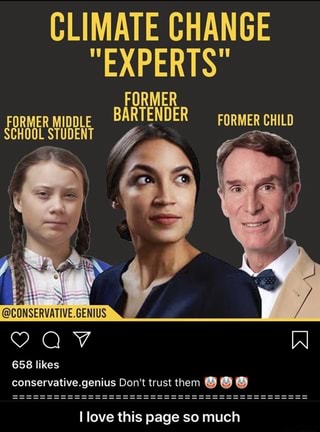 CLIMATE CHANGE
"EXPERTS"
FORMER MIDDLE
SCHOOL STUDENT
FORMER
BARTENDER
FORMER CHILD
@CONSERVATIVE.GENIUS
658 likes
conservative.genius Don't trust them 🤡🤡🤡
==========================================
I love this page so much